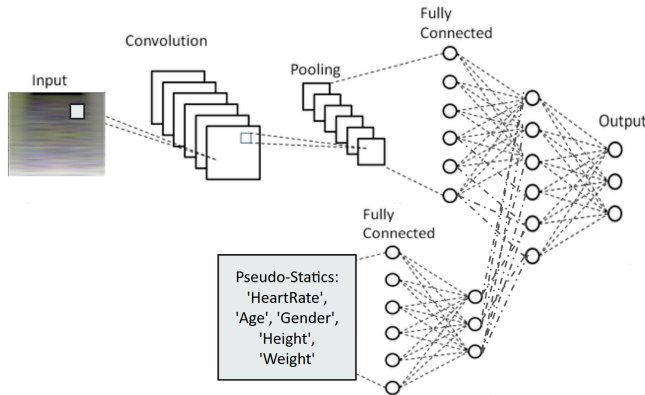 Fully
Connected
Convolution
Pooling
Input
Output
Fully
Connected
Pseudo-Statics:
'HeartRate',
'Age', 'Gender',
'Height',
'Weight'